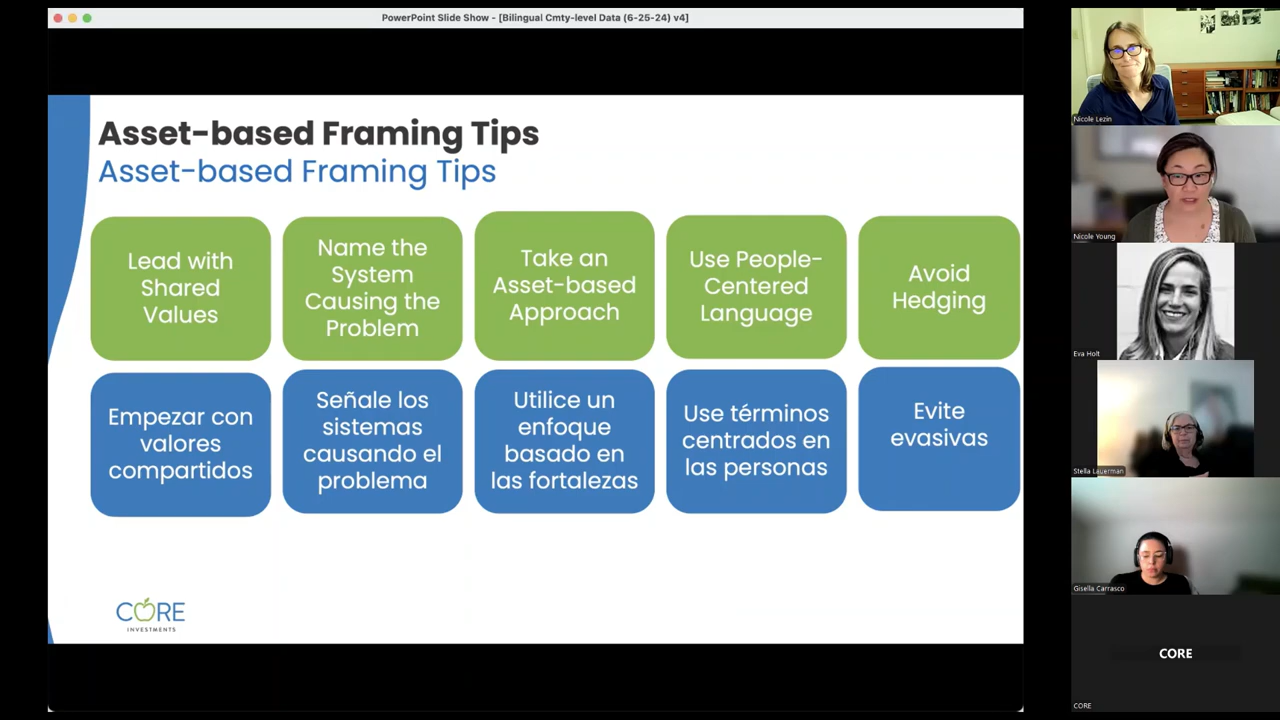 PowerPoint Slide Show - [Bilingual Cmty-level Data (6-25-24) v4]
Asset-based Framing Tips
Asset-based Framing Tips
Lead with
Shared
Values
Name the
System
Causing the
Problem
Take an
Asset-based
Approach
Use People-
Centered
Language
Avoid
Hedging
Empezar con
valores
compartidos
Señale los
sistemas
causando el
problema
Utilice un
enfoque
basado en
las fortalezas
Use términos
centrados en
las personas
Evite
evasivas
CORE
INVESTMENTS
Nicole Lezin
Nicole Young
Eva Holt
Stella Lauerman
Gisella Carrasco
CORE
CORE